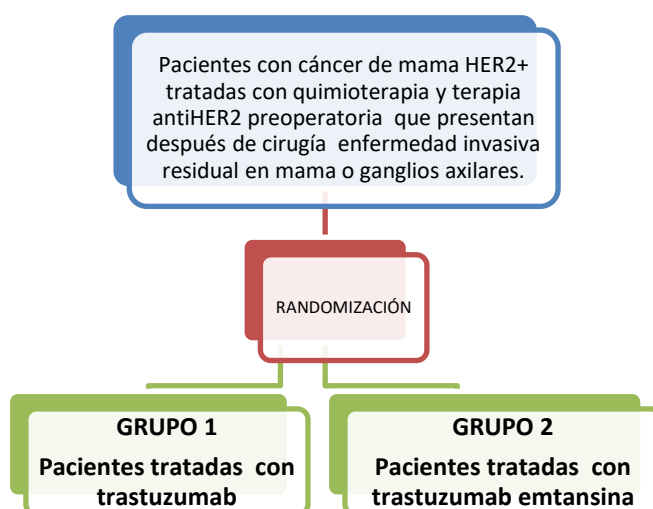 Pacientes con cáncer de mama HER2+
tratadas con quimioterapia y terapia
antiHER2 preoperatoria que presentan
después de cirugía enfermedad invasiva
residual en mama o ganglios axilares.
RANDOMIZACIÓN
GRUPO 1
Pacientes tratadas con
trastuzumab
GRUPO 2
Pacientes tratadas con
trastuzumab emtansina